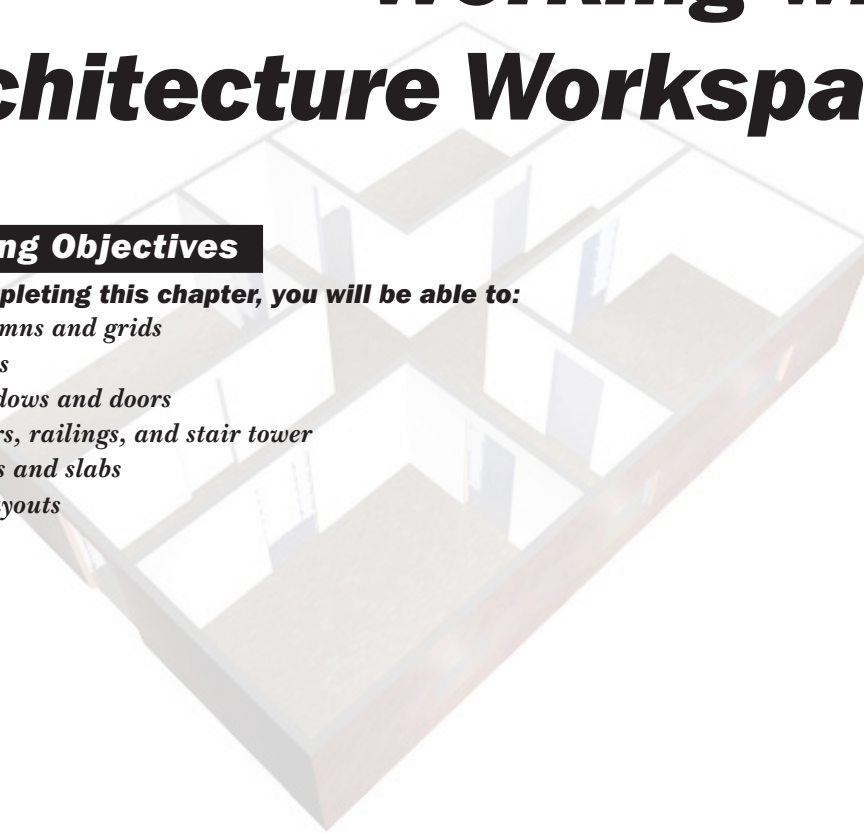 Working wi
chitecture Workspa
ng Objectives
pleting this chapter, you will be able to:
mns and grids
s
dows and doors
rs, railings, and stair tower
s and slabs
youts